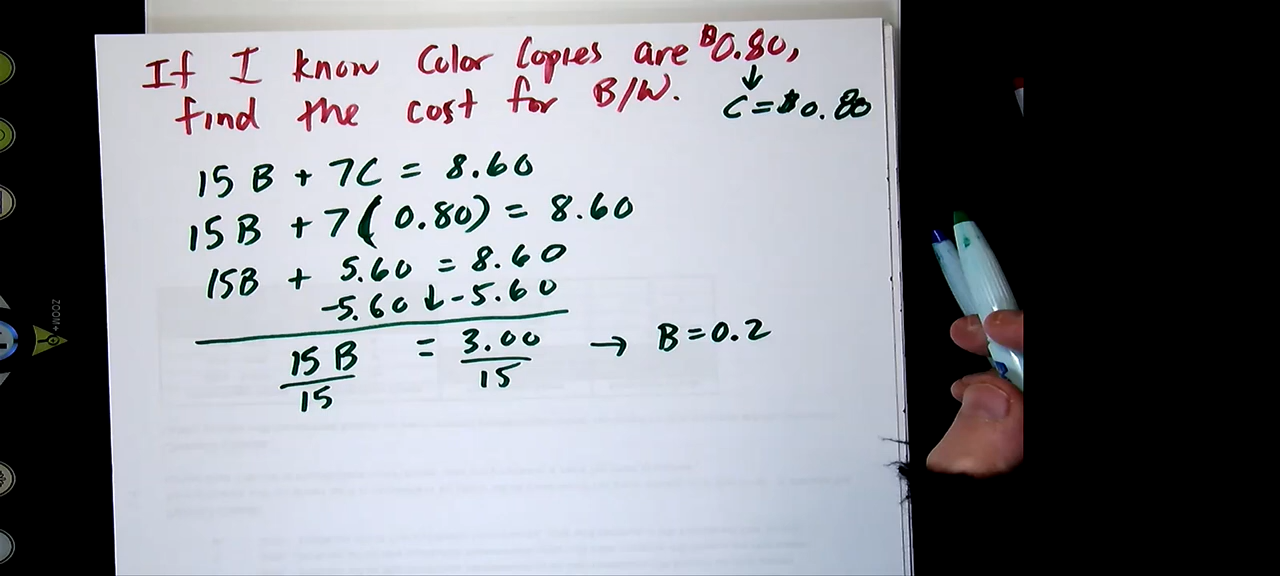 If I know Color Copies are $0.80,
find the cost for B/W. C = $0.80
15 B + 7C = 8.60
15 B + 7(0.80) = 8.60
15B + 5.60 = 8.60
-5.60 ↓ -5.60
15 B / 15 = 3.00 / 15 → B = 0.2
ZOOM+